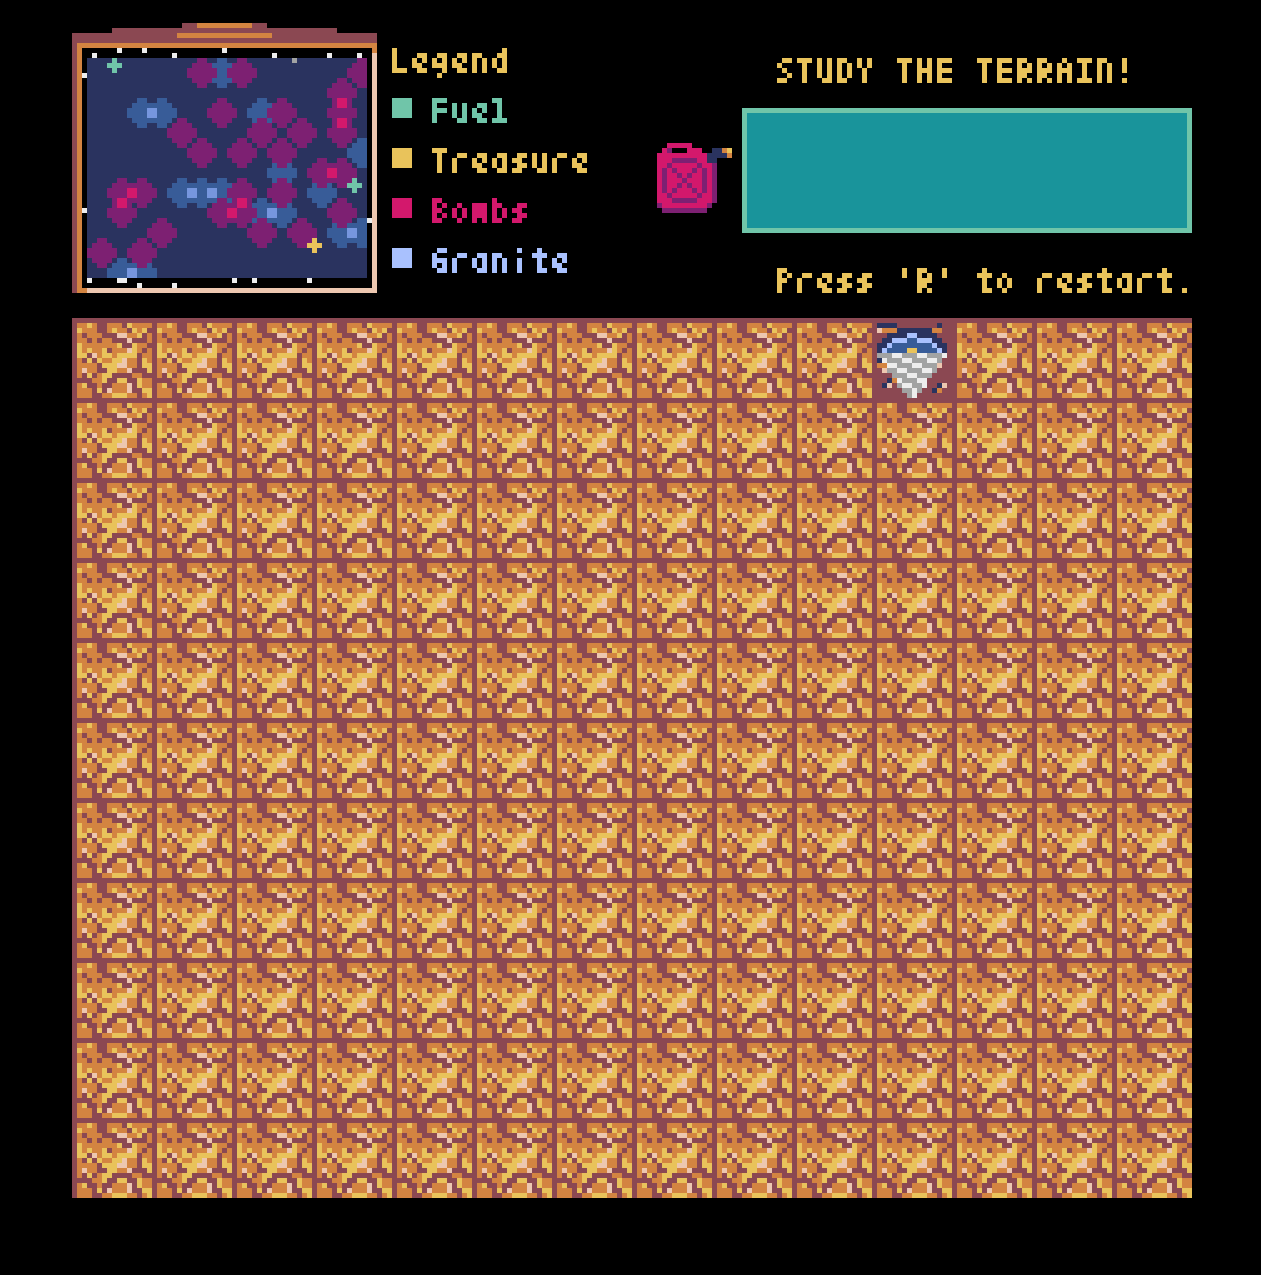 Legend
Fuel
Treasure
Bombs
Granite
STUDY THE TERRAIN!
Press 'R' to restart.